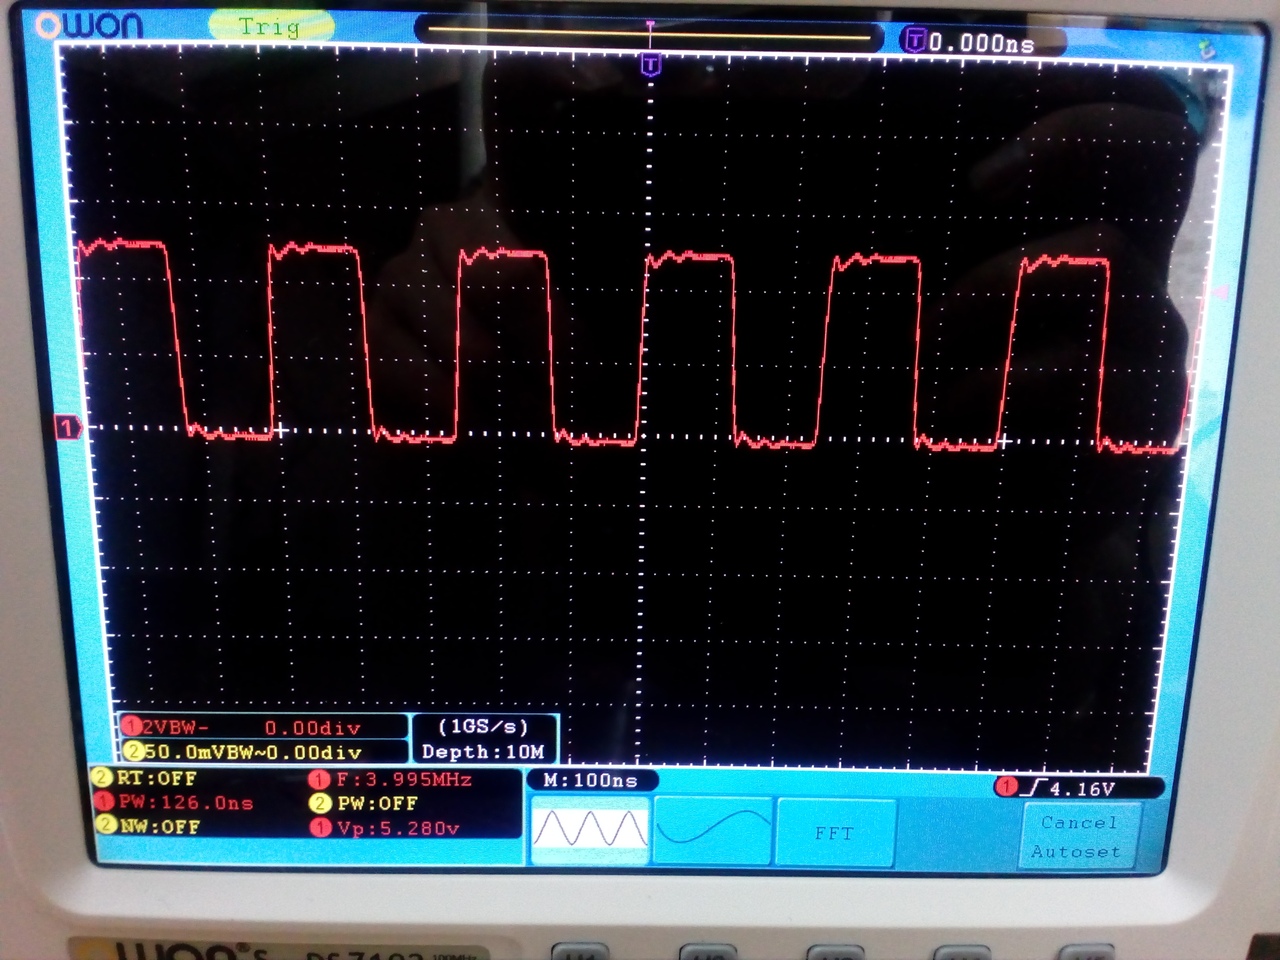 OWON Trig T 0.000ns
T
1
1 2VBW- 0.00div (1GS/s)
2 50.0mVBW~0.00div Depth:10M
2 RT:OFF 1 F:3.995MHz M:100ns 1 4.16V
1 PW:126.0ns 2 PW:OFF
2 NW:OFF 1 Vp:5.280v FFT Cancel
Autoset
OWON® S 100MHz